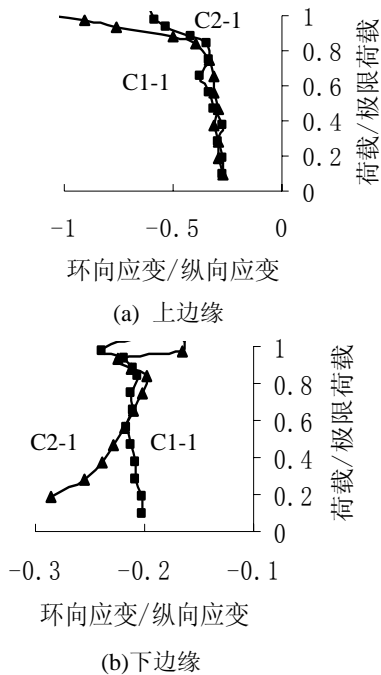 1
0.8
0.6
0.4
0.2
0
荷载/极限荷载
C2-1
C1-1
-1
-0.5
0
环向应变/纵向应变
(a) 上边缘
1
0.8
0.6
0.4
0.2
0
荷载/极限荷载
C2-1
C1-1
-0.3
-0.2
-0.1
环向应变/纵向应变
(b)下边缘